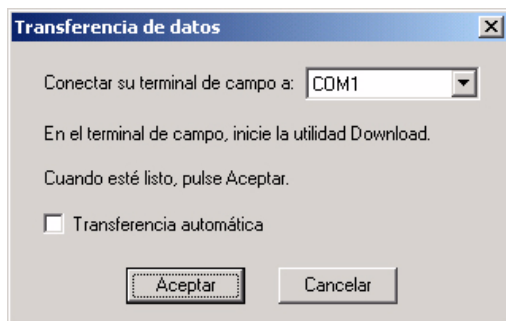 Transferencia de datos
Conectar su terminal de campo a: COM1
En el terminal de campo, inicie la utilidad Download.
Cuando esté listo, pulse Aceptar.
Transferencia automática
Aceptar Cancelar